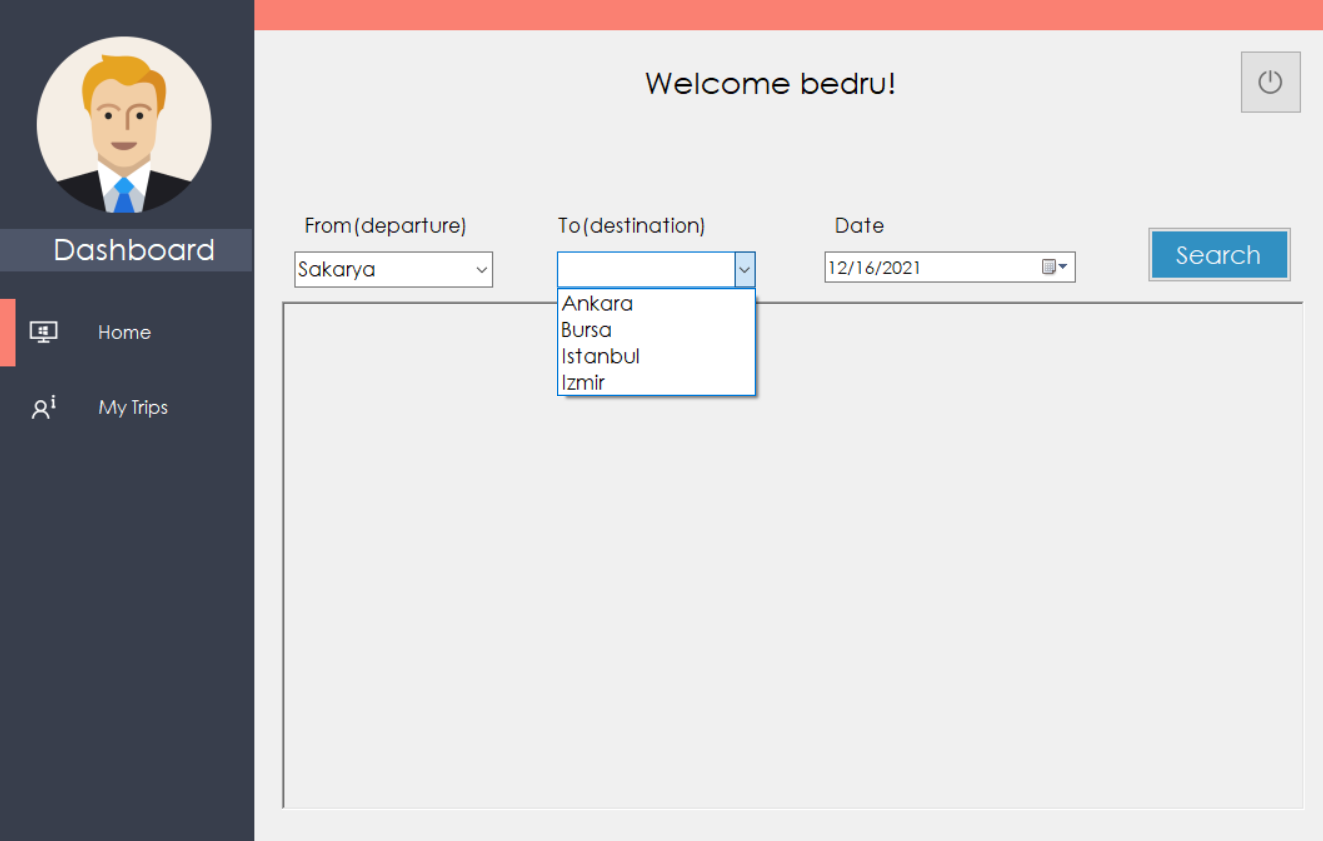 Welcome bedru!
Dashboard
Home
My Trips
From(departure)
To(destination)
Date
Sakarya
12/16/2021
Search
Ankara
Bursa
Istanbul
Izmir